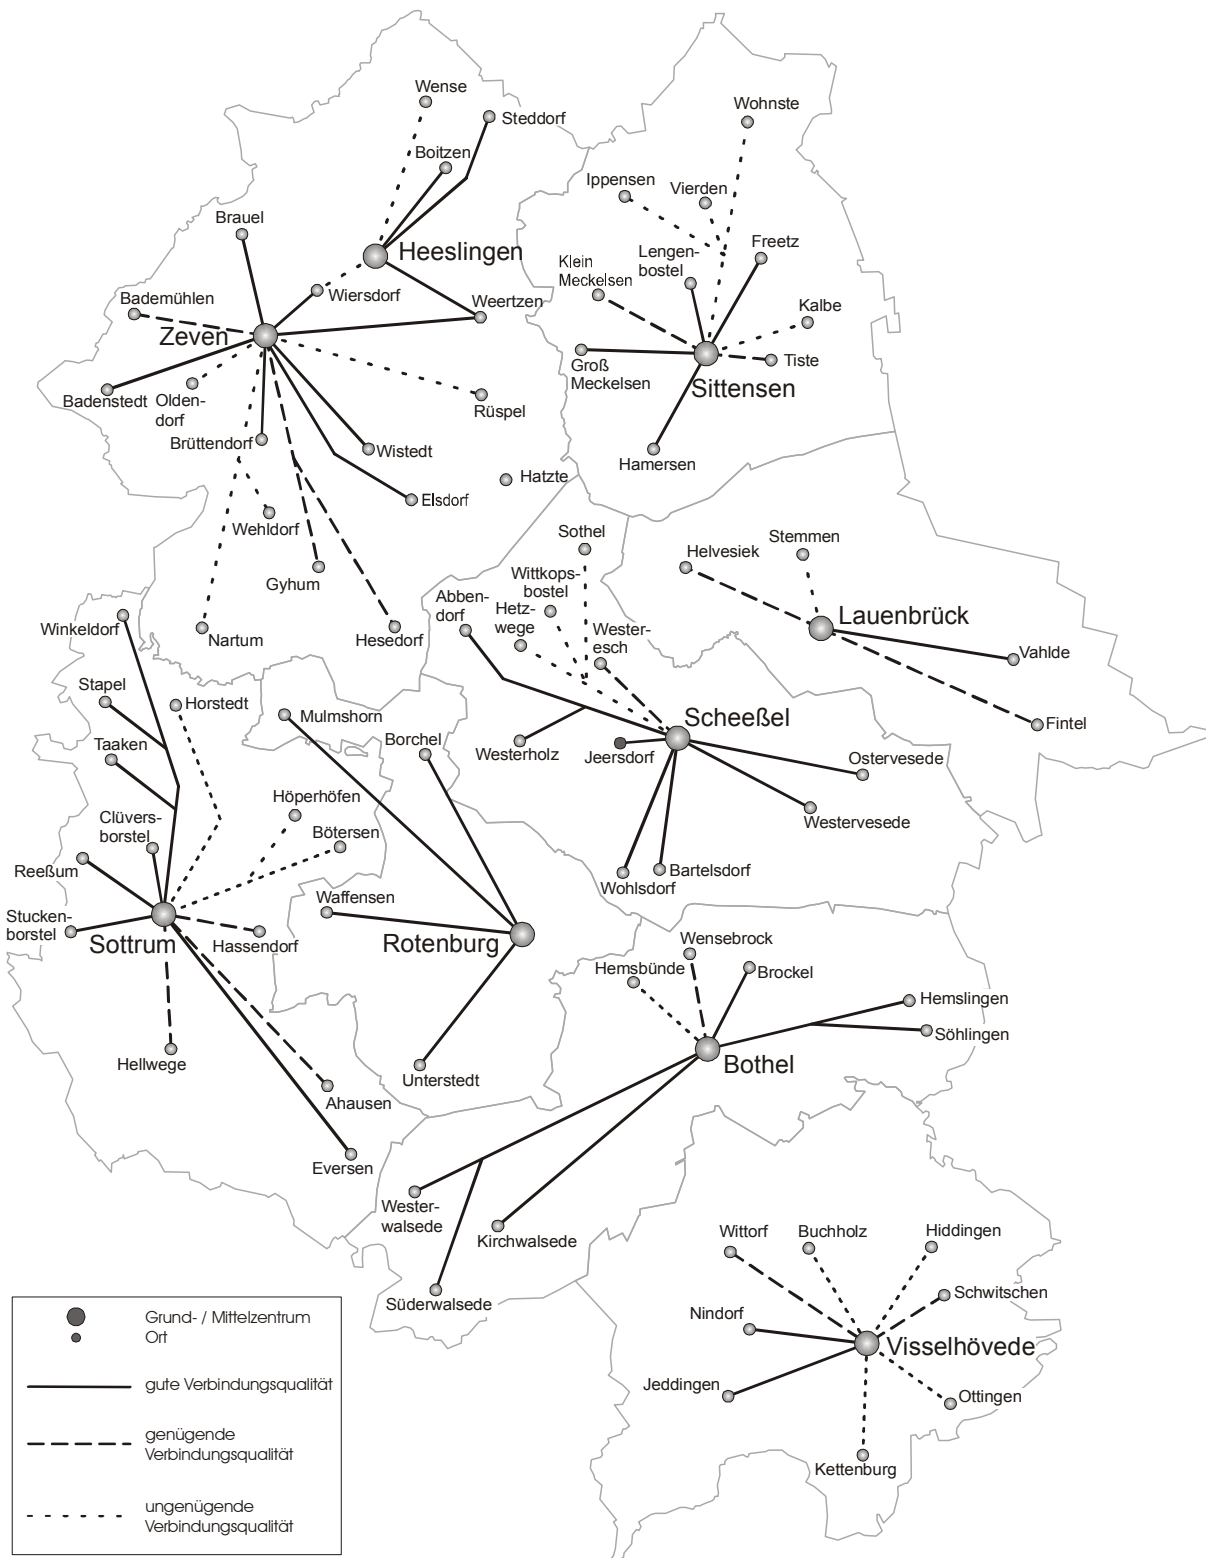 Wense
Steddorf
Boitzen
Brauel
Heeslingen
Wiersdorf
Bademühlen
Weertzen
Zeven
Badenstedt
Olden-
dorf
Rüspel
Brüttendorf
Wistedt
Hatzte
Elsdorf
Wehldorf
Gyhum
Nartum
Hesedorf
Wohnste
Ippensen
Vierden
Freetz
Lengen-
bostel
Klein
Meckelsen
Kalbe
Tiste
Groß
Meckelsen
Sittensen
Hamersen
Sothel
Wittkops-
bostel
Abben-
dorf
Hetz-
wege
Wester-
esch
Scheeßel
Westerholz
Jeersdorf
Ostervesede
Westervesede
Wohlsdorf
Bartelsdorf
Helvesiek
Stemmen
Lauenbrück
Vahlde
Fintel
Winkeldorf
Stapel
Horstedt
Taaken
Clüvers-
borstel
Höperhöfen
Bötersen
Reeßum
Stucken-
borstel
Sottrum
Hassendorf
Hellwege
Ahausen
Eversen
Mulmshorn
Borchel
Waffensen
Rotenburg
Unterstedt
Wensebrock
Hemsbünde
Brockel
Hemslingen
Söhlingen
Bothel
Wester-
walsede
Kirchwalsede
Süderwalsede
Wittorf
Buchholz
Hiddingen
Schwitschen
Nindorf
Visselhövede
Jeddingen
Ottingen
Kettenburg
Grund- / Mittelzentrum
Ort
gute Verbindungsqualität
genügende
Verbindungsqualität
ungenügende
Verbindungsqualität